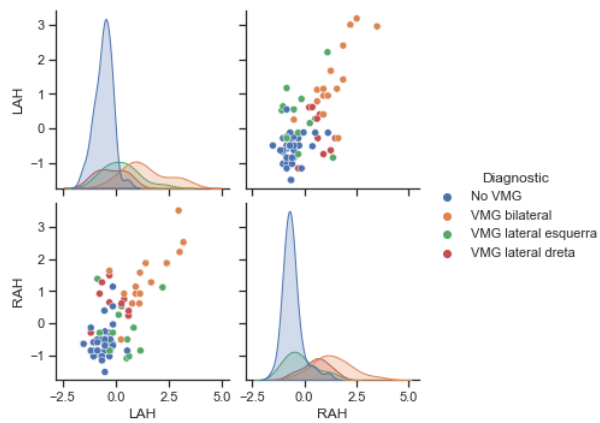 3
2
1
0
−1
LAH
Diagnostic
No VMG
VMG bilateral
VMG lateral esquerra
VMG lateral dreta
3
2
1
0
−1
RAH
−2.5 0.0 2.5 5.0
LAH
−2.5 0.0 2.5 5.0
RAH